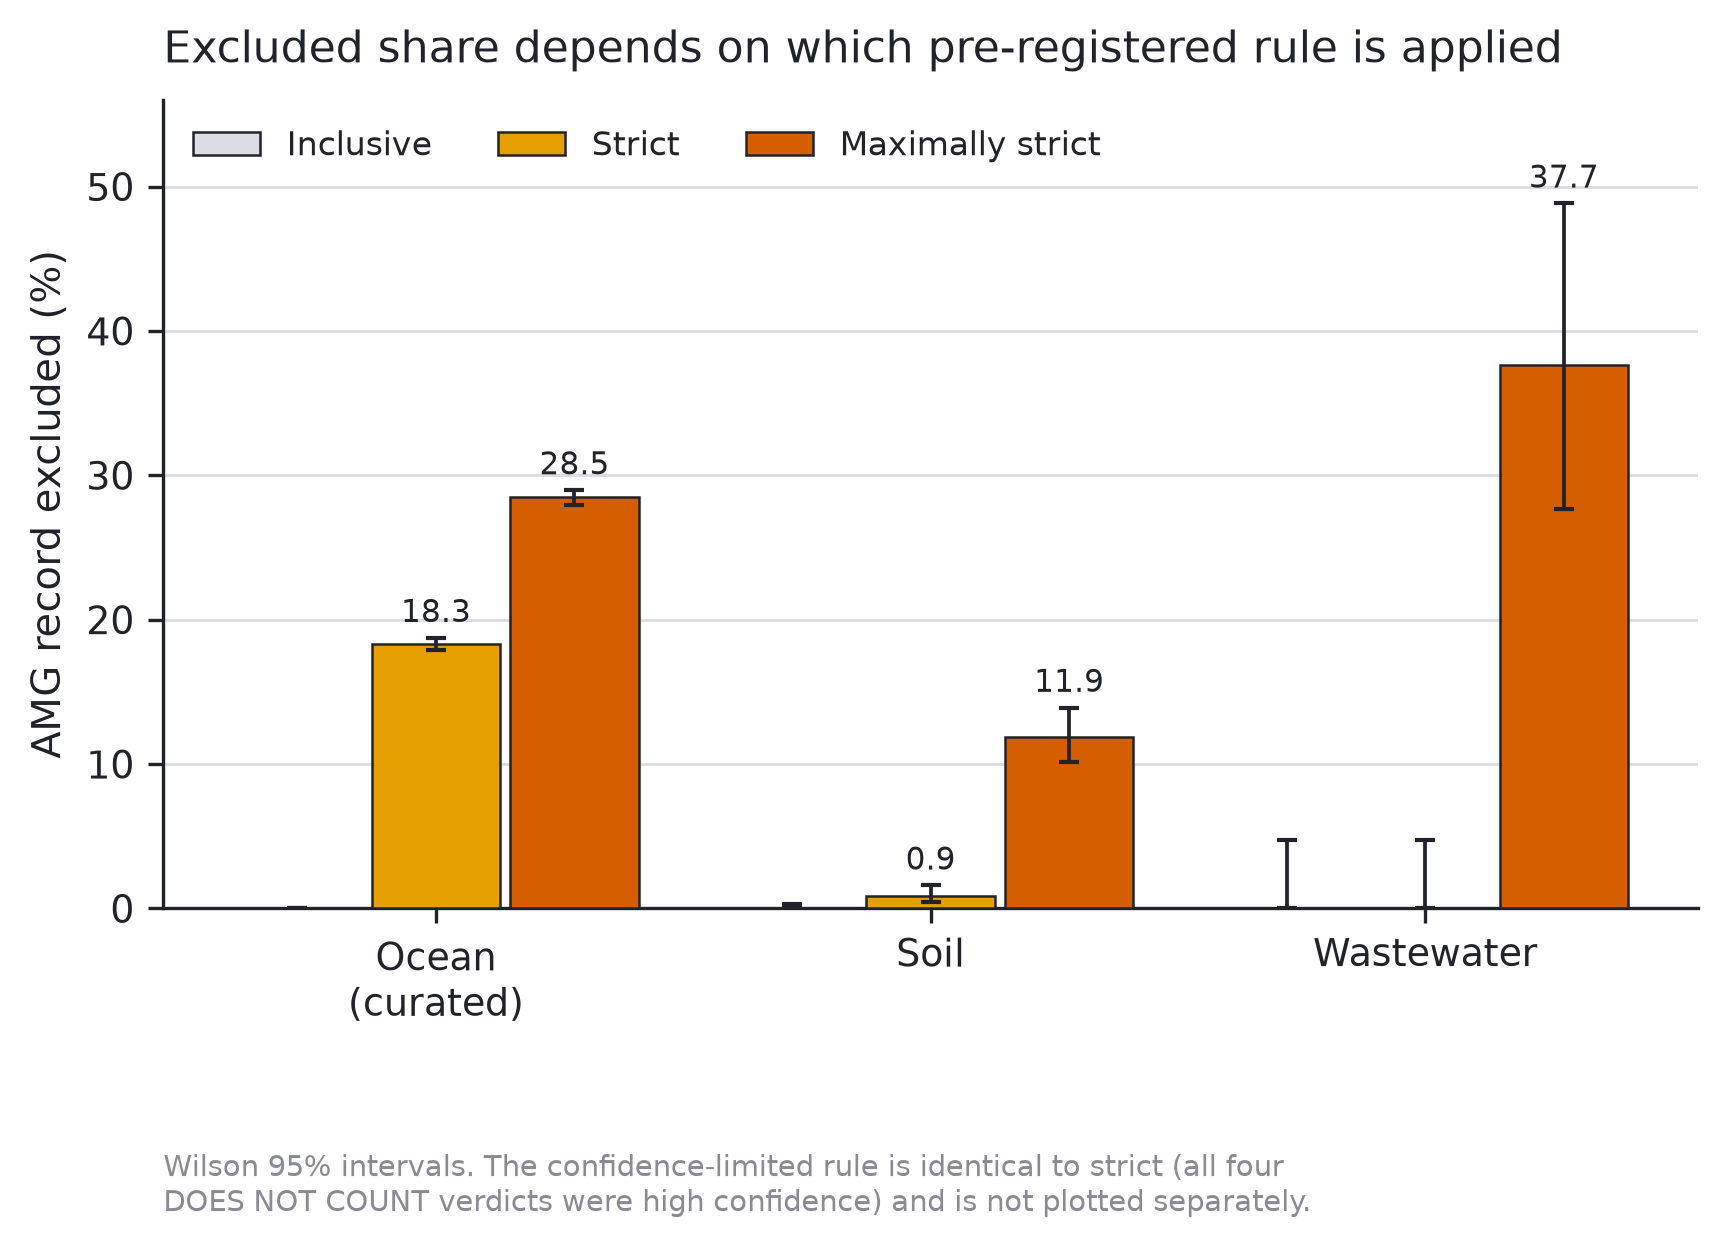 Excluded share depends on which pre-registered rule is applied
Inclusive
Strict
Maximally strict
AMG record excluded (%)
50
40
30
20
10
0
18.3
28.5
0.9
11.9
37.7
Ocean
(curated)
Soil
Wastewater
Wilson 95% intervals. The confidence-limited rule is identical to strict (all four
DOES NOT COUNT verdicts were high confidence) and is not plotted separately.